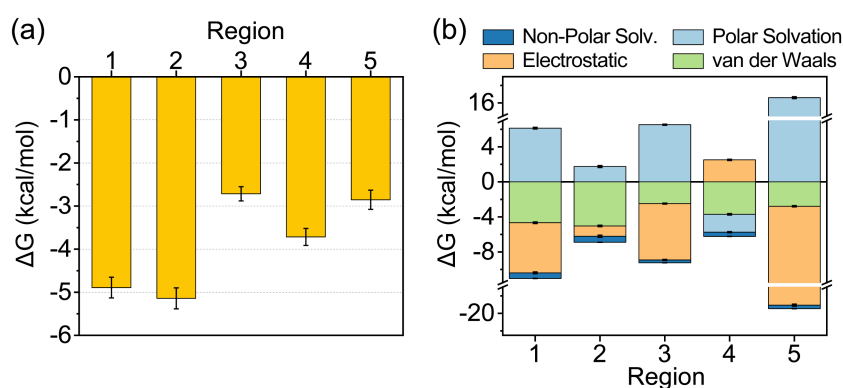 (a)
Region
1 2 3 4 5
0
-1
-2
-3
-4
-5
-6
ΔG (kcal/mol)
(b)
Non-Polar Solv. Polar Solvation
Electrostatic van der Waals
16
4
0
-4
-8
-20
ΔG (kcal/mol)
1 2 3 4 5
Region